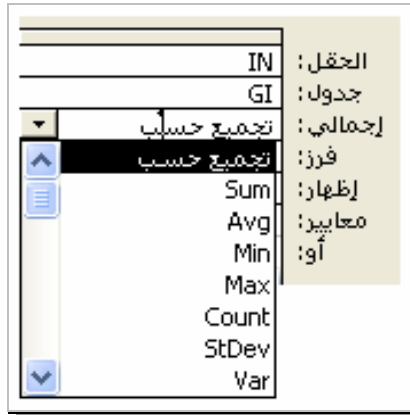 الحقل: IN
جدول: GI
إجمالي: تجميع حسب
فرز: تجميع حسب
إظهار: Sum
معايير: Avg
أو: Min
Max
Count
StDev
Var